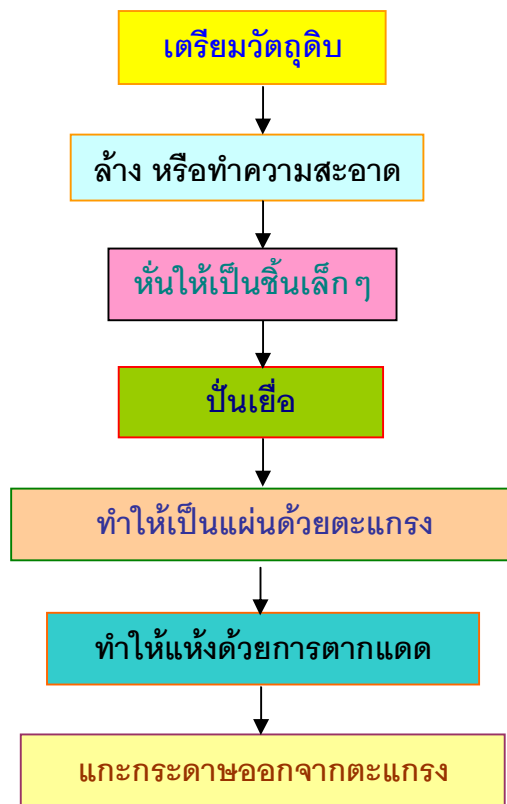 เตรียมวัตถุดิบ
ล้าง หรือทำความสะอาด
หั่นให้เป็นชิ้นเล็ก ๆ
ปั่นเยื่อ
ทำให้เป็นแผ่นด้วยตะแกรง
ทำให้แห้งด้วยการตากแดด
แกะกระดาษออกจากตะแกรง